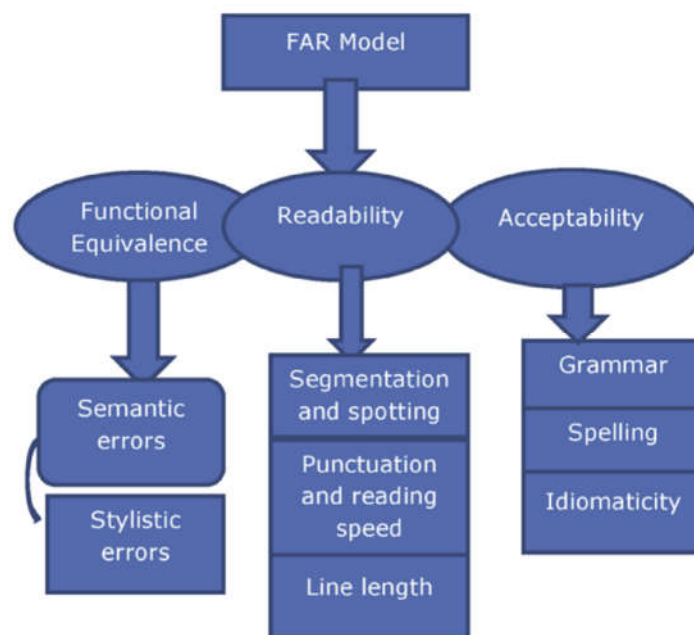 FAR Model
Functional
Equivalence
Readability
Acceptability
Semantic
errors
Stylistic
errors
Segmentation
and spotting
Punctuation
and reading
speed
Line length
Grammar
Spelling
Idiomaticity